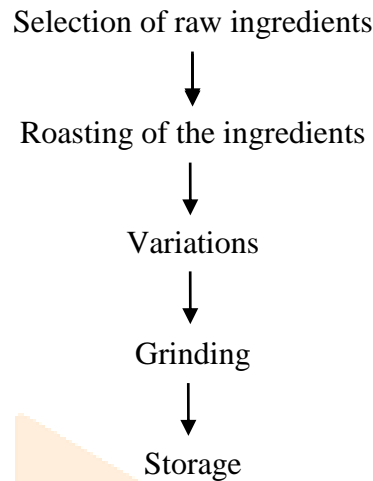 Selection of raw ingredients
Roasting of the ingredients
Variations
Grinding
Storage